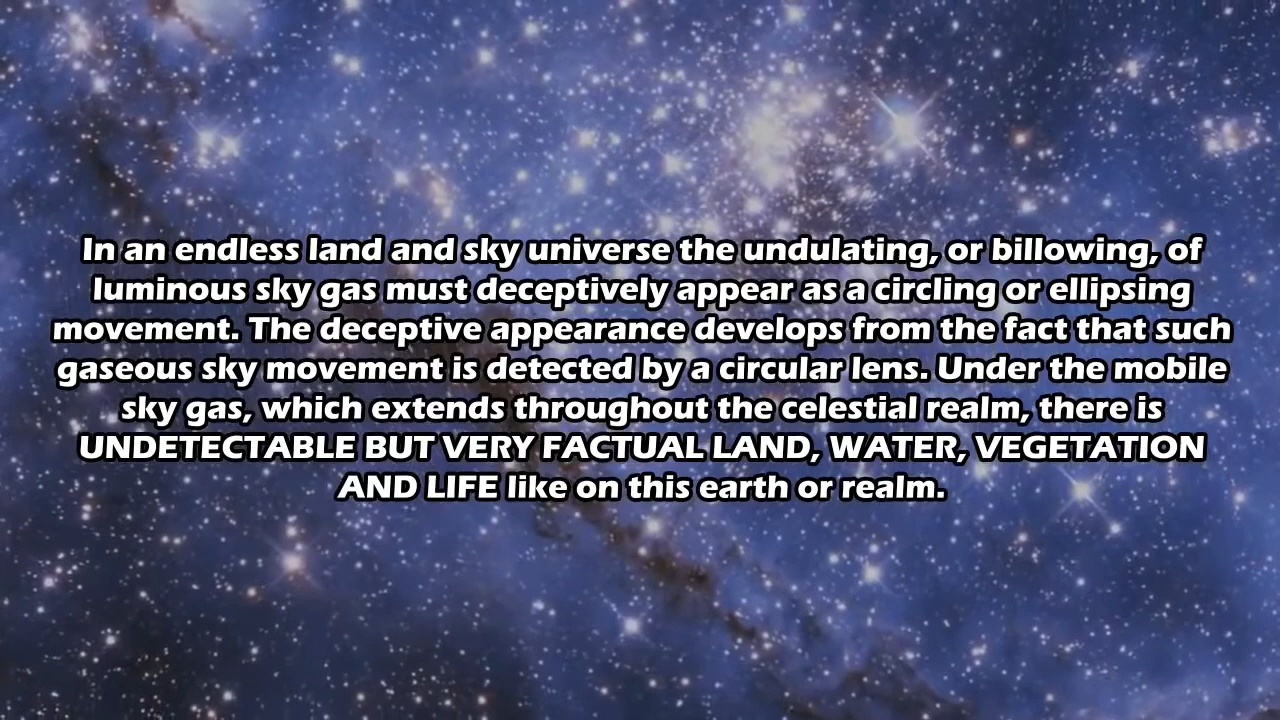 In an endless land and sky universe the undulating, or billowing, of
luminous sky gas must deceptively appear as a circling or ellipsing
movement. The deceptive appearance develops from the fact that such
gaseous sky movement is detected by a circular lens. Under the mobile
sky gas, which extends throughout the celestial realm, there is
UNDETECTABLE BUT VERY FACTUAL LAND, WATER, VEGETATION
AND LIFE like on this earth or realm.